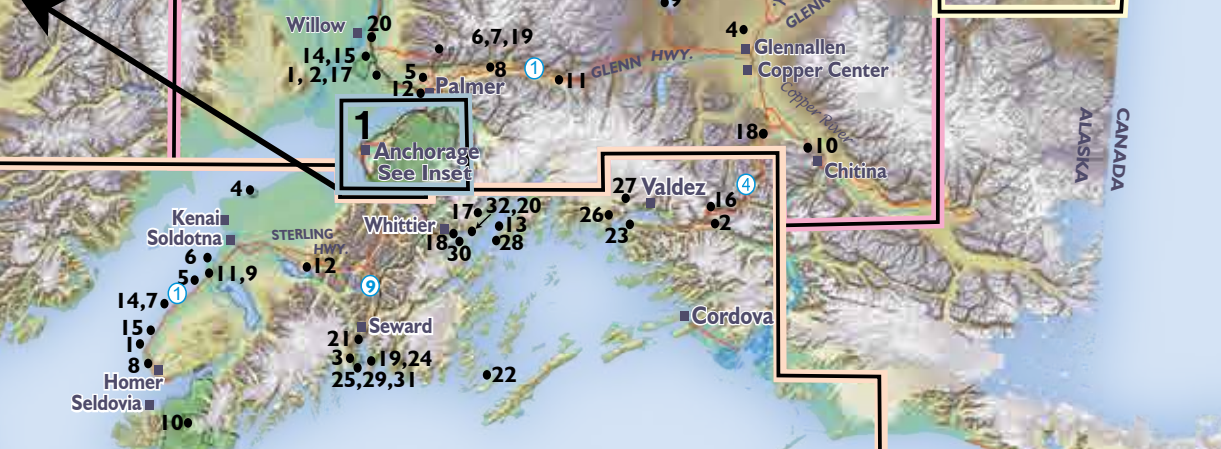 9
20
Willow
6,7,19
4
GLENN
Glennallen
14,15
1, 2,17
5
8
1
11
GLENN HWY.
Copper Center
12
Palmer
Copper River
1
Anchorage
See Inset
18
10
Chitina
ALASKA
CANADA
4
27
Valdez
4
Kenai
Soldotna
STERLING
HWY
Whittier
17
32,20
13
18
30
28
26
23
16
2
6
5
11,9
12
9
1
14,7
15
1
8
Homer
Seldovia
10
Seward
21
3
19,24
25,29,31
22
Cordova